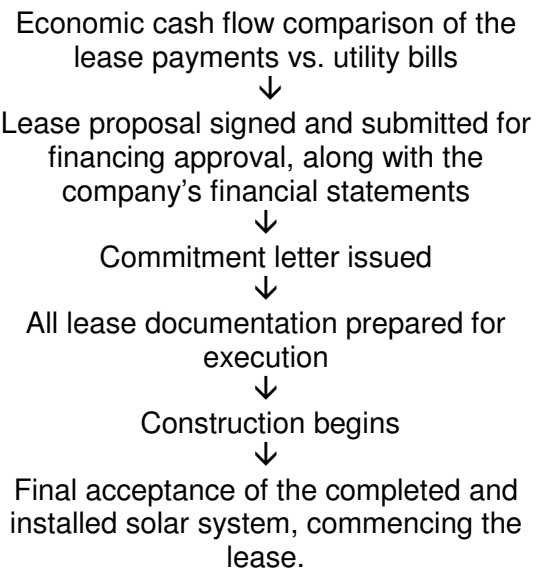 Economic cash flow comparison of the
lease payments vs. utility bills
↓
Lease proposal signed and submitted for
financing approval, along with the
company’s financial statements
↓
Commitment letter issued
↓
All lease documentation prepared for
execution
↓
Construction begins
↓
Final acceptance of the completed and
installed solar system, commencing the
lease.